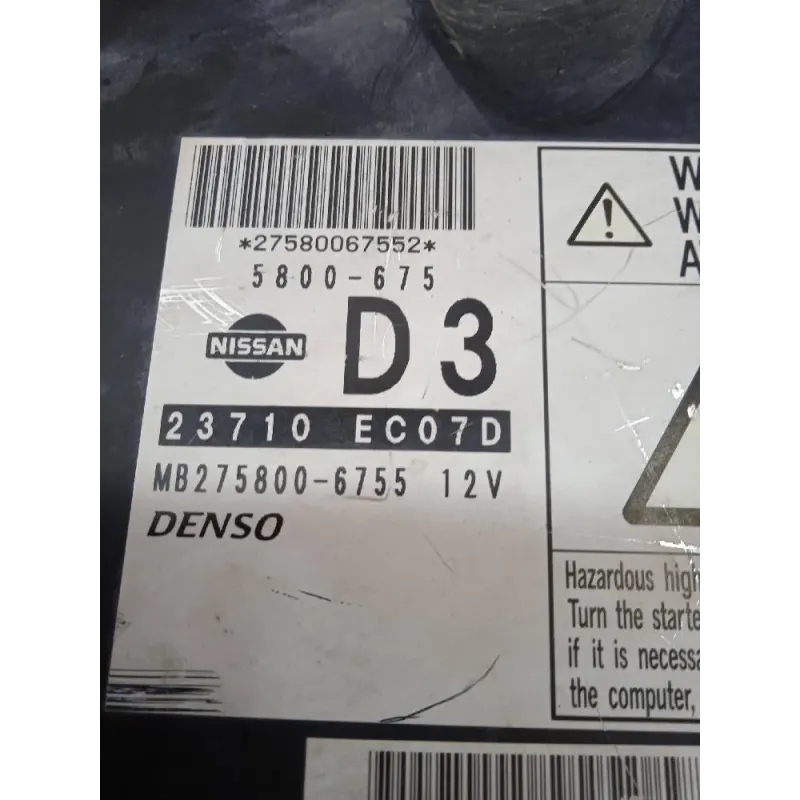 *27580067552*
5800-675
NISSAN
D3
23710 EC07D
MB275800-6755 12V
DENSO
!
Hazardous high
Turn the starte
if it is necessa
the computer,